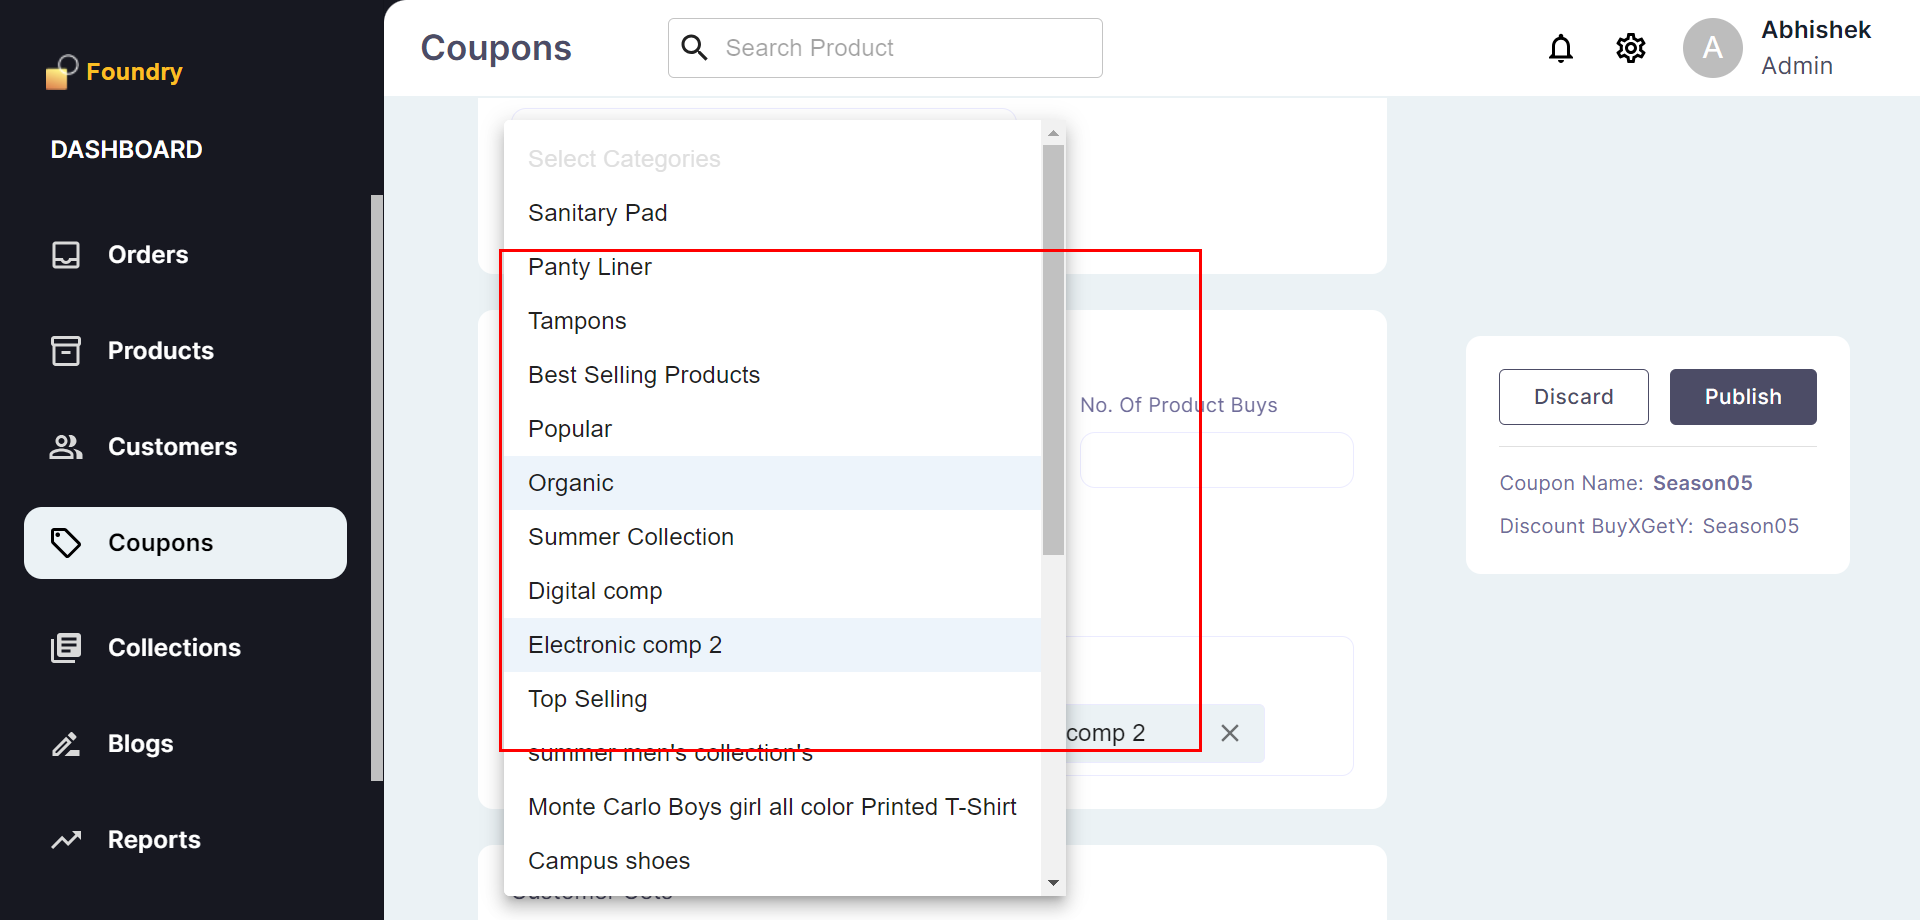 Foundry
DASHBOARD
Orders
Products
Customers
Coupons
Collections
Blogs
Reports
Coupons
Search Product
A
Abhishek
Admin
Select Categories
Sanitary Pad
Panty Liner
Tampons
Best Selling Products
Popular
Organic
Summer Collection
Digital comp
Electronic comp 2
Top Selling
summer men's collection's
Monte Carlo Boys girl all color Printed T-Shirt
Campus shoes
Customer Gets
No. Of Product Buys
comp 2
Discard
Publish
Coupon Name: Season05
Discount BuyXGetY: Season05